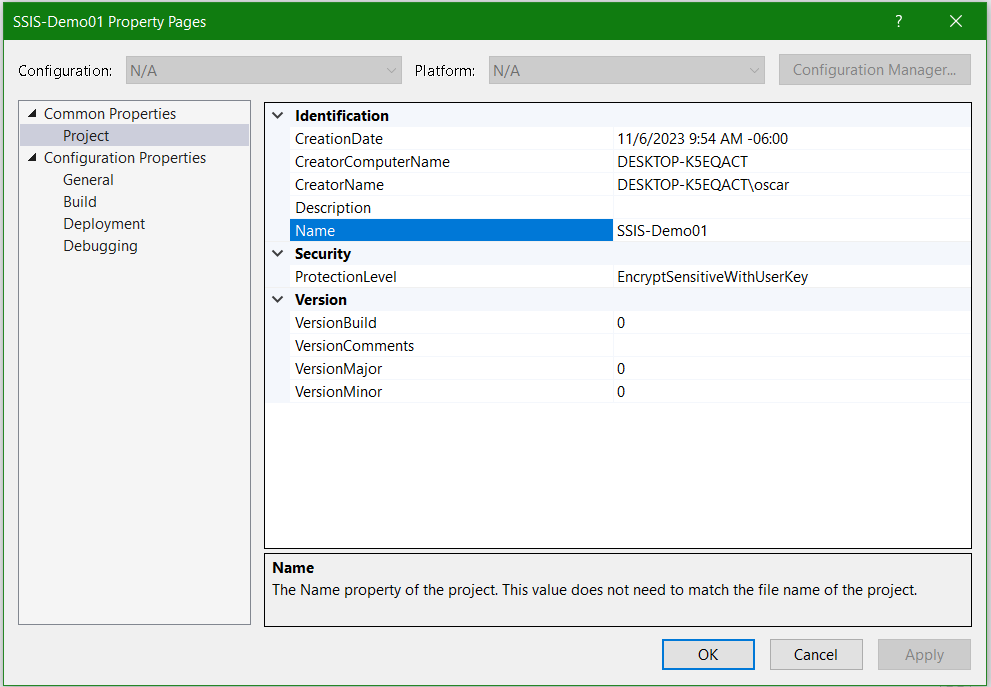 SSIS-Demo01 Property Pages ?
Configuration: N/A Platform: N/A Configuration Manager...
Common Properties
Project
Configuration Properties
General
Build
Deployment
Debugging
Identification
CreationDate 11/6/2023 9:54 AM -06:00
CreatorComputerName DESKTOP-K5EQACT
CreatorName DESKTOP-K5EQACT\oscar
Description
Name SSIS-Demo01
Security
ProtectionLevel EncryptSensitiveWithUserKey
Version
VersionBuild 0
VersionComments
VersionMajor 0
VersionMinor 0
Name
The Name property of the project. This value does not need to match the file name of the project.
OK Cancel Apply